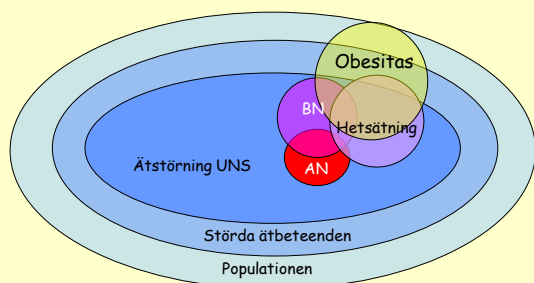 Obesitas
BN
Hetsätning
Ätstörning UNS
AN
Störda ätbeteenden
Populationen